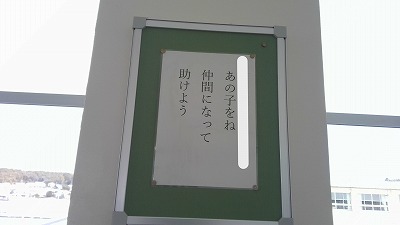 あの子をね
仲間になって
助けよう